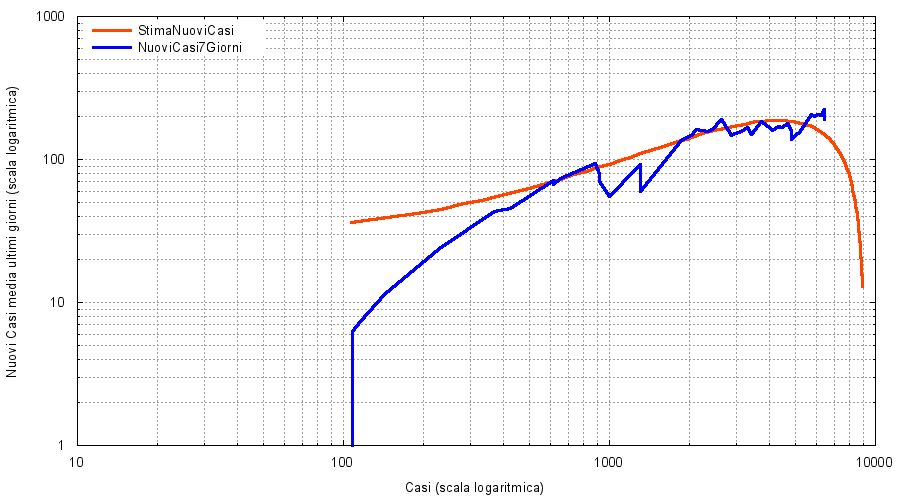 1000
StimaNuoviCasi
NuoviCasi7Giorni
100
10
1
10
100
1000
10000
Nuovi Casi media ultimi giorni (scala logaritmica)
Casi (scala logaritmica)